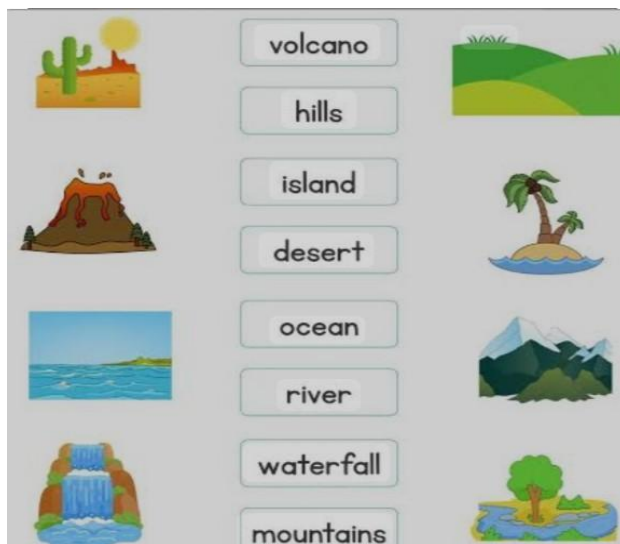 volcano
hills
island
desert
ocean
river
waterfall
mountains